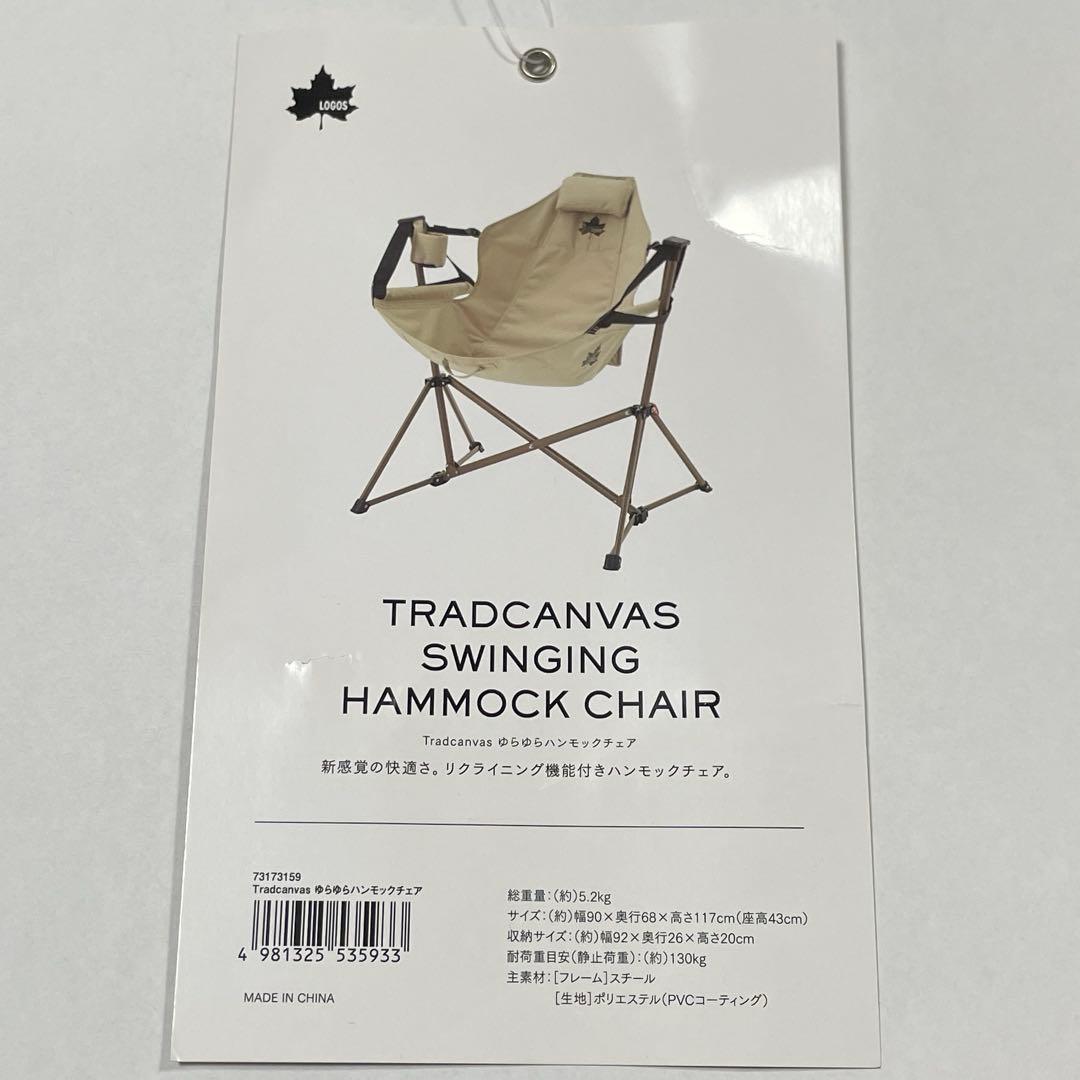 LOGOS
TRADCANVAS
SWINGING
HAMMOCK CHAIR
Tradcanvas ゆらゆらハンモックチェア
新感覚の快適さ。リクライニング機能付きハンモックチェア。
73173159
Tradcanvas ゆらゆらハンモックチェア
4 981325 535933
MADE IN CHINA
総重量:(約)5.2kg
サイズ:(約)幅90×奥行68×高さ117cm(座高43cm)
収納サイズ:(約)幅92×奥行26×高さ20cm
耐荷重目安(静止荷重):(約)130kg
主素材:[フレーム]スチール
[生地]ポリエステル(PVCコーティング)